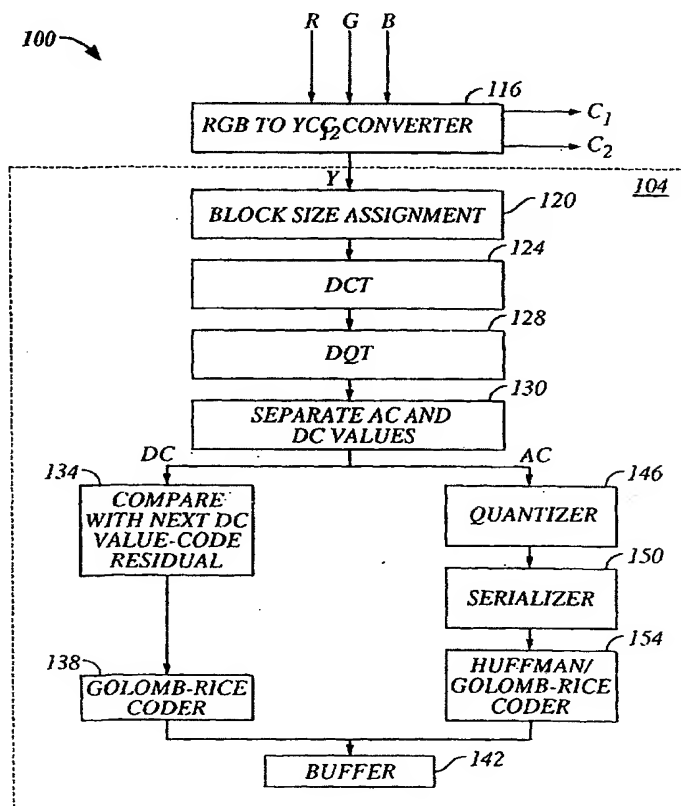 100
R G B
116
RGB TO YCC12 CONVERTER
C1
C2
104
Y
BLOCK SIZE ASSIGNMENT
120
124
DCT
128
DQT
130
SEPARATE AC AND
DC VALUES
DC
AC
134
COMPARE
WITH NEXT DC
VALUE-CODE
RESIDUAL
146
QUANTIZER
150
SERIALIZER
138
GOLOMB-RICE
CODER
154
HUFFMAN/
GOLOMB-RICE
CODER
BUFFER
142